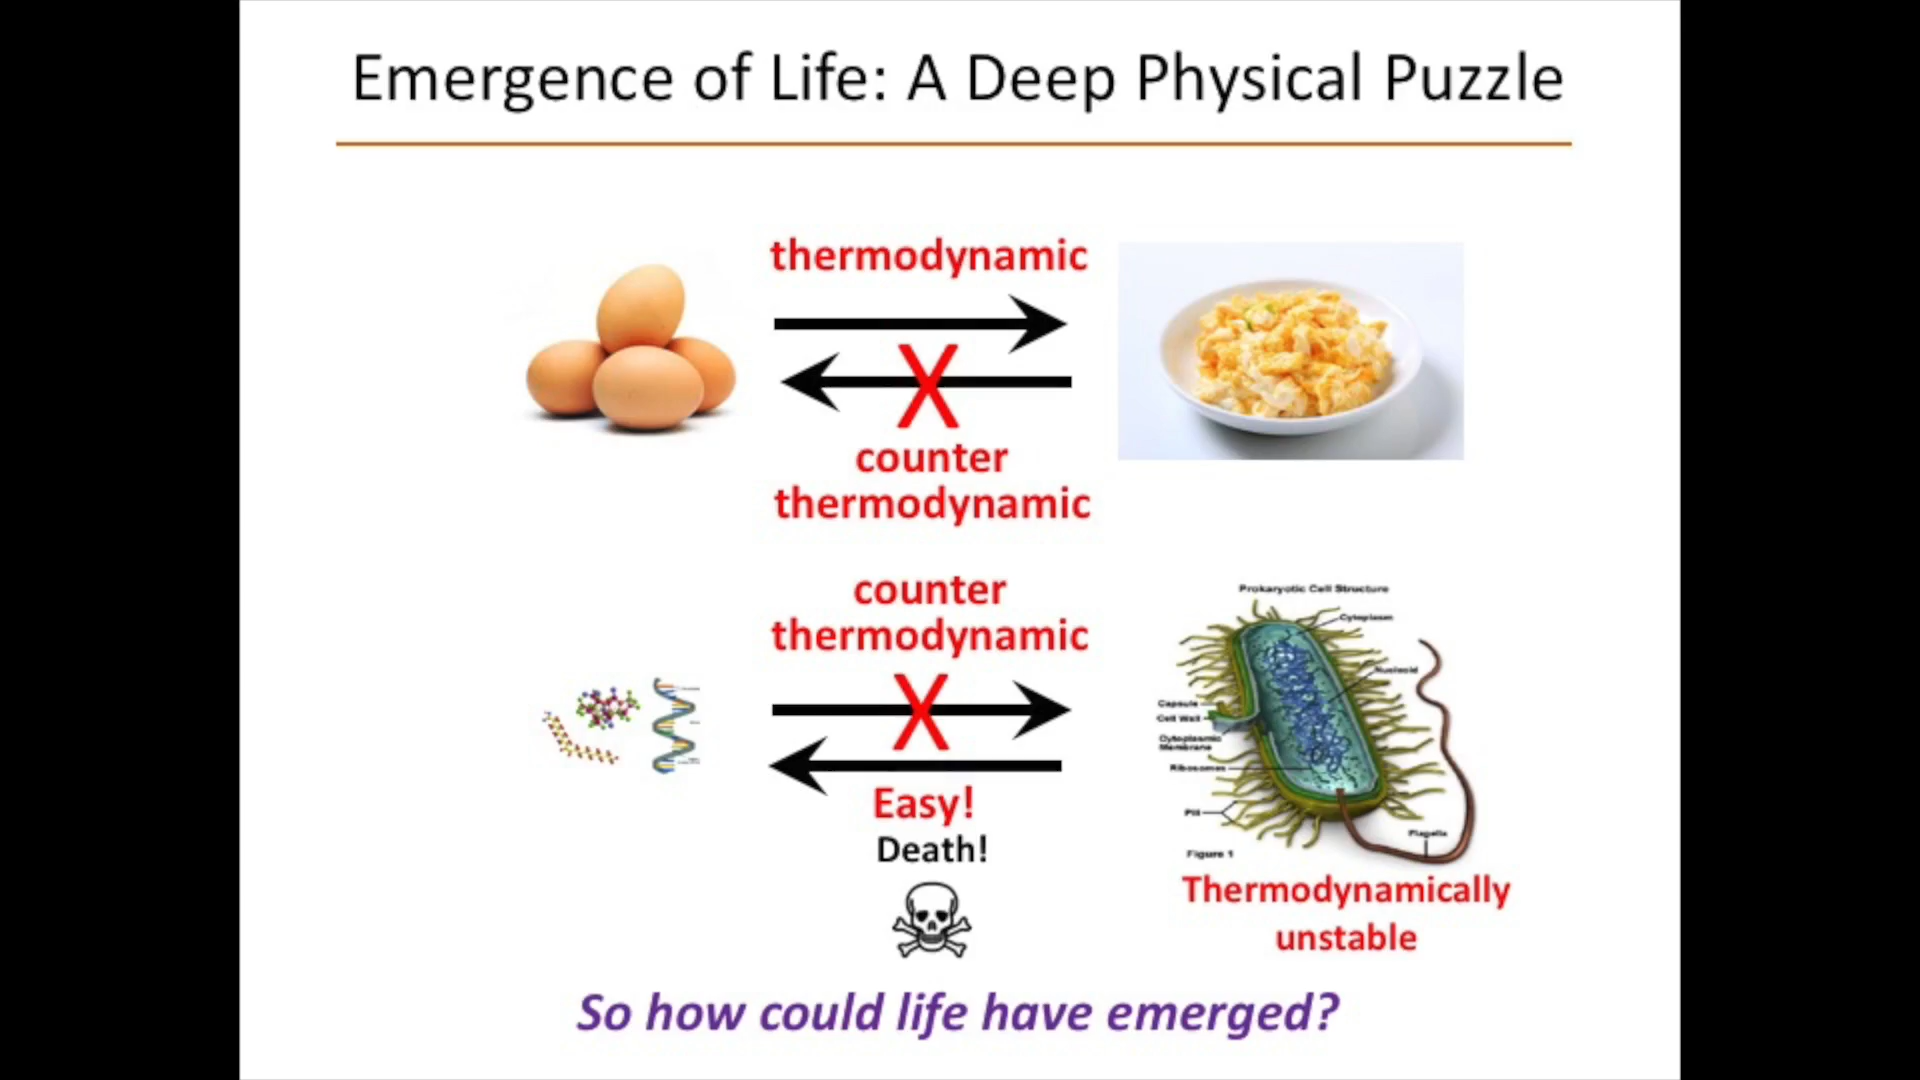 Emergence of Life: A Deep Physical Puzzle
thermodynamic
X
counter
thermodynamic
counter
thermodynamic
X
Easy!
Death!
Prokaryotic Cell Structure
Cytoplasm
Nucleoid
Capsule
Cell Wall
Cytoplasmic
Membrane
Ribosomes
Pili
Flagella
Figure 1
Thermodynamically
unstable
So how could life have emerged?